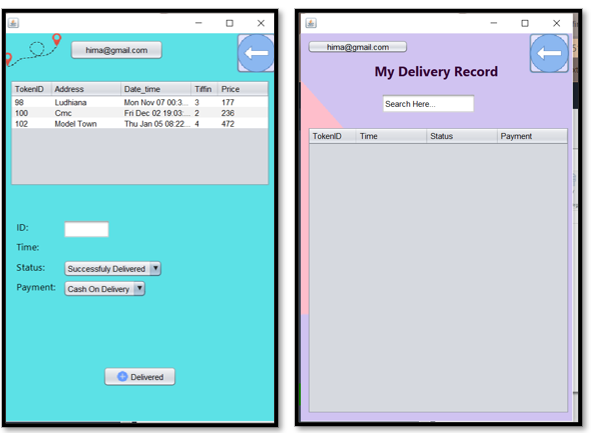 hima@gmail.com
TokenID Address Date_time Tiffin Price
98 Ludhiana Mon Nov 07 00:3... 3 177
100 Cmc Fri Dec 02 19:03:... 2 236
102 Model Town Thu Jan 05 08:22... 4 472
ID:
Time:
Status: Successfuly Delivered
Payment: Cash On Delivery
Delivered
hima@gmail.com
My Delivery Record
Search Here...
TokenID Time Status Payment